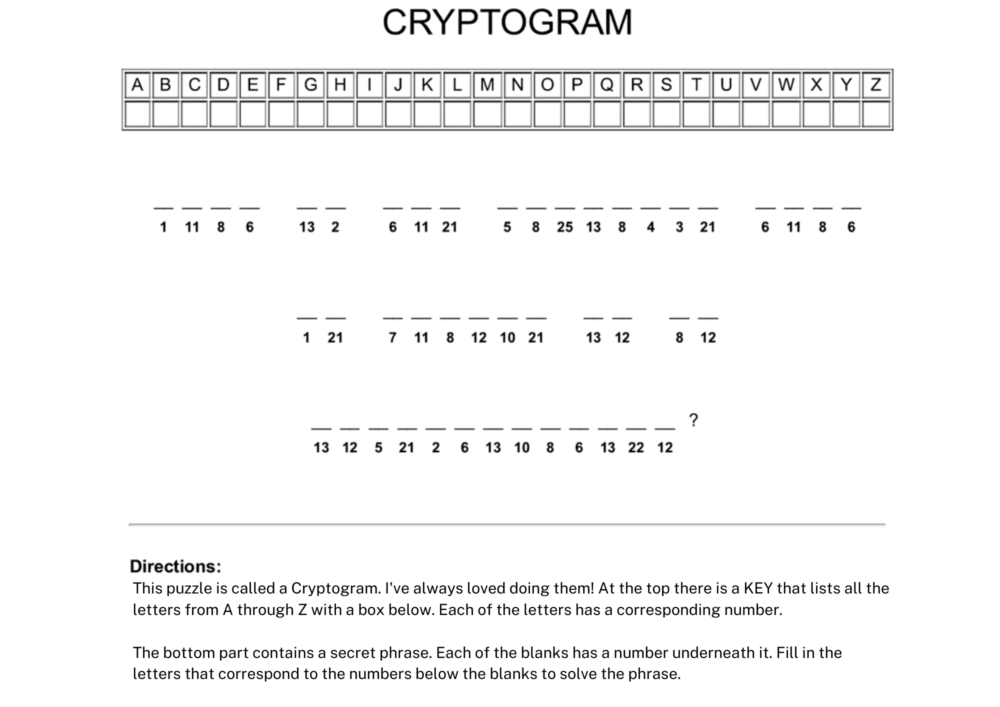 CRYPTOGRAM
A B C D E F G H I J K L M N O P Q R S T U V W X Y Z
1 11 8 6 13 2 6 11 21 5 8 25 13 8 4 3 21 6 11 8 6
1 21 7 11 8 12 10 21 13 12 8 12
?
13 12 5 21 2 6 13 10 8 6 13 22 12
Directions:
This puzzle is called a Cryptogram. I've always loved doing them! At the top there is a KEY that lists all the
letters from A through Z with a box below. Each of the letters has a corresponding number.
The bottom part contains a secret phrase. Each of the blanks has a number underneath it. Fill in the
letters that correspond to the numbers below the blanks to solve the phrase.